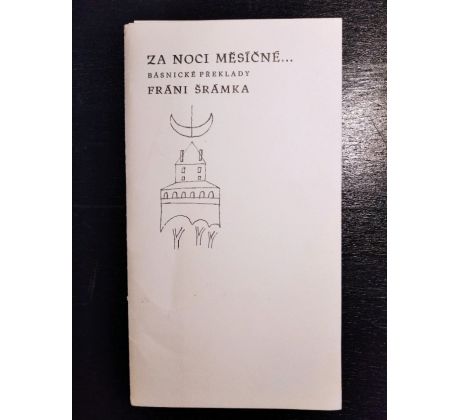 ZA NOCI MĚSÍČNÉ...
BÁSNICKÉ PŘEKLADY
FRÁNI ŠRÁMKA